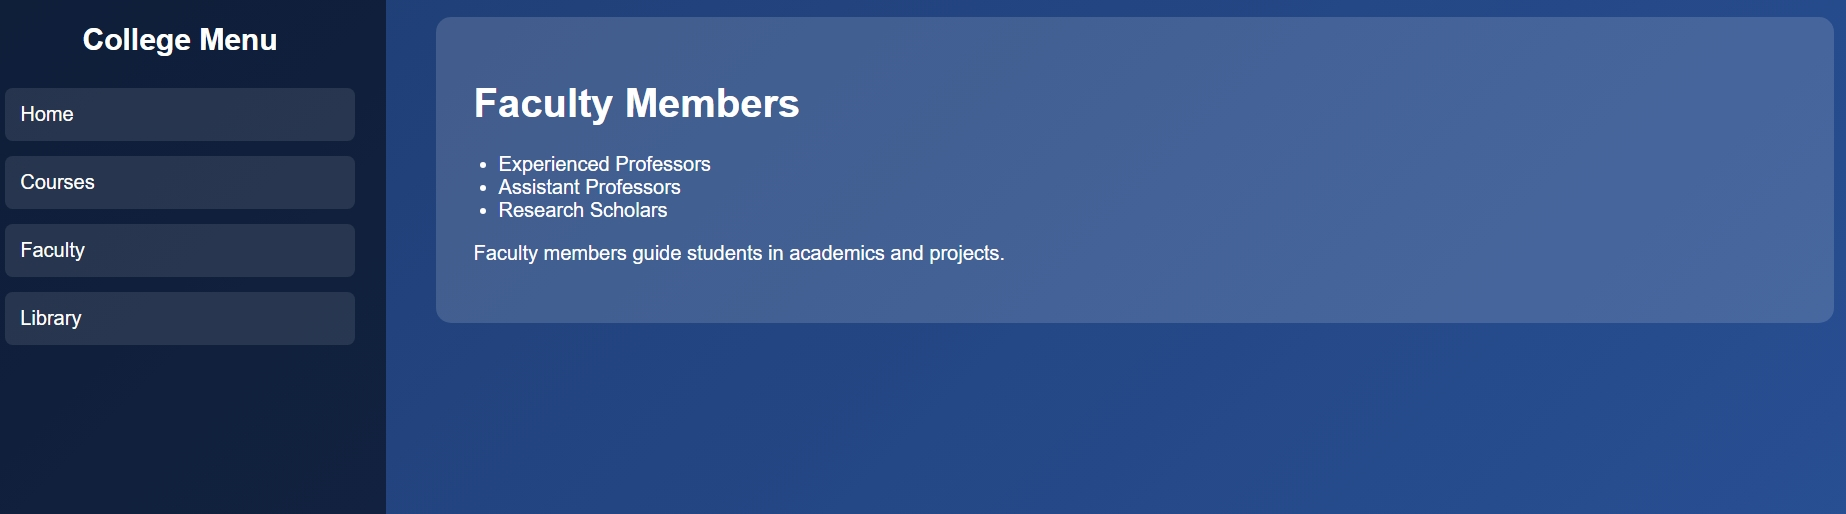 College Menu
Home
Courses
Faculty
Library
Faculty Members
Experienced Professors
Assistant Professors
Research Scholars
Faculty members guide students in academics and projects.